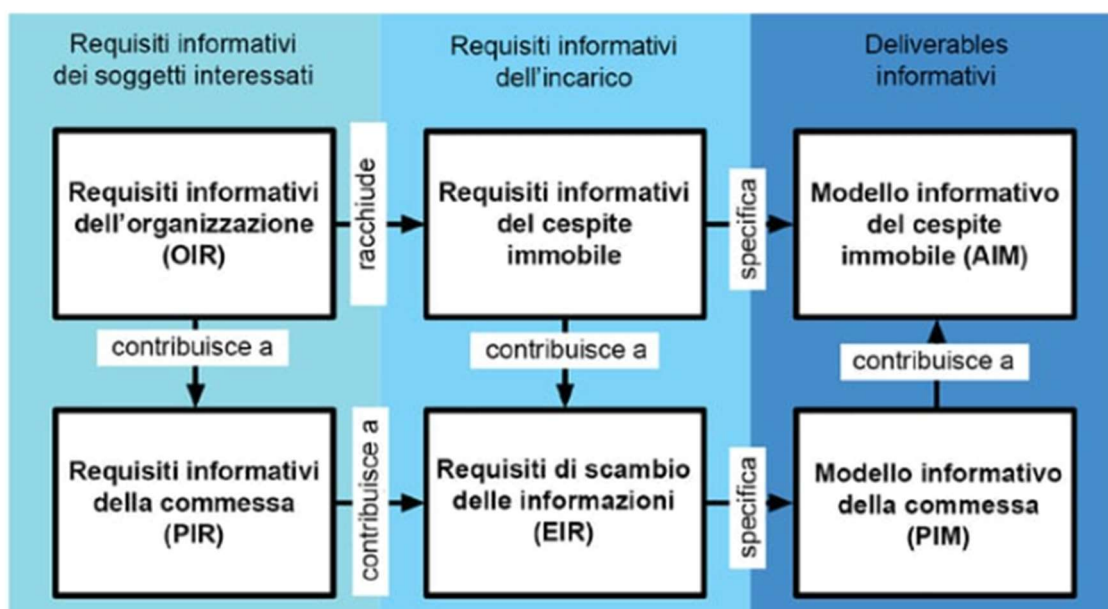 Requisiti informativi
dei soggetti interessati
Requisiti informativi
dell'incarico
Deliverables
informativi
Requisiti informativi
dell'organizzazione
(OIR)
racchiude
Requisiti informativi
del cespite
immobile
specifica
Modello informativo
del cespite
immobile (AIM)
contribuisce a
contribuisce a
contribuisce a
Requisiti informativi
della commessa
(PIR)
contribuisce a
Requisiti di scambio
delle informazioni
(EIR)
specifica
Modello informativo
della commessa
(PIM)